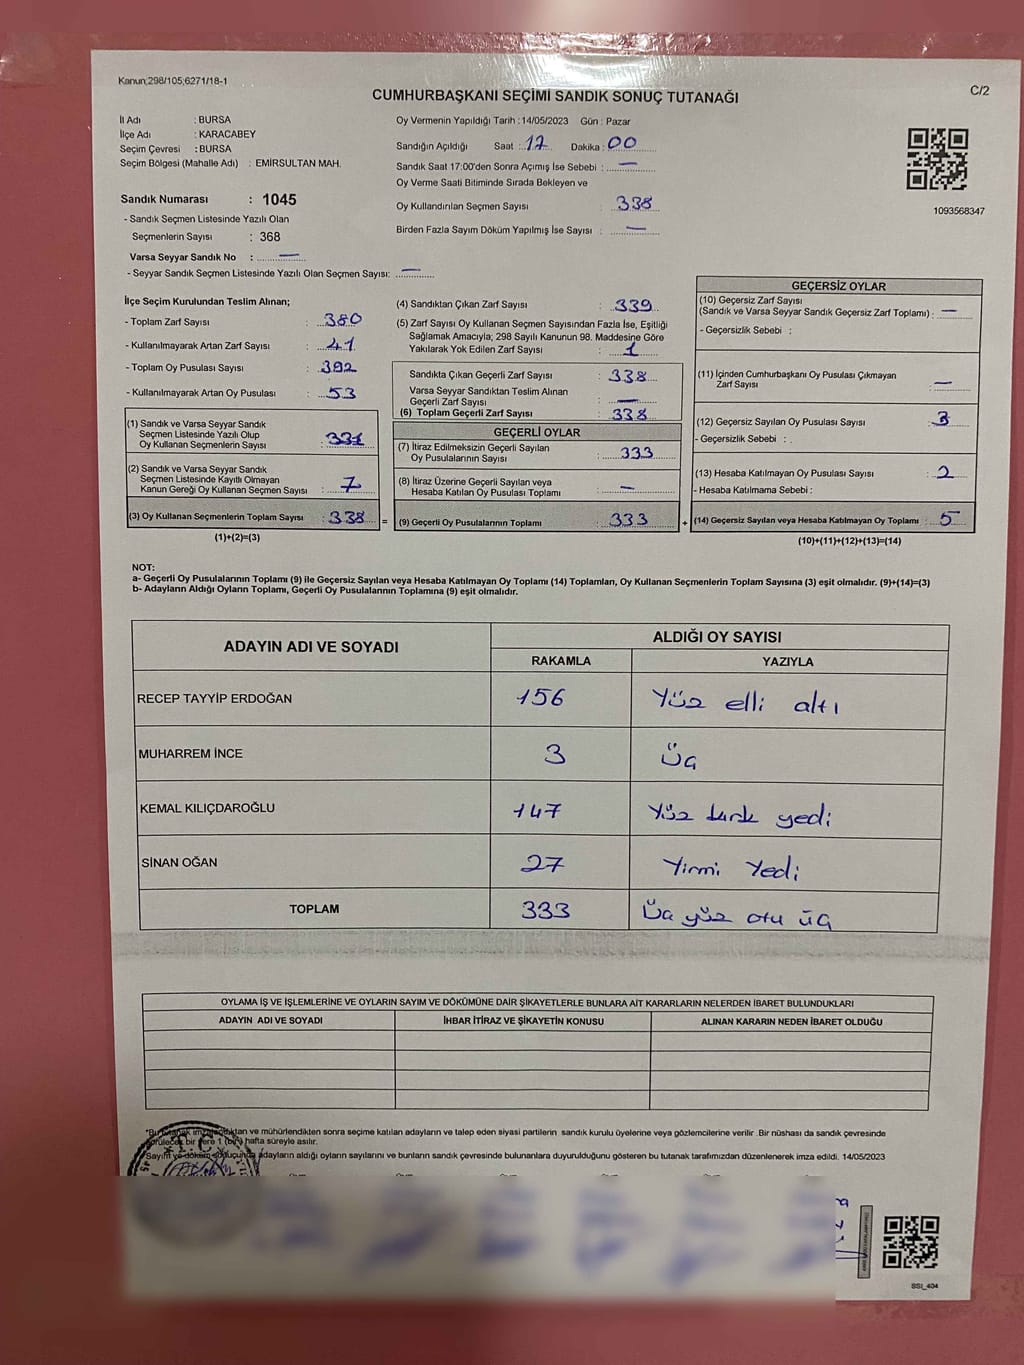 Kanun;298/105;6271/18-1
C/2
CUMHURBAŞKANI SEÇİMİ SANDIK SONUÇ TUTANAĞI
İl Adı : BURSA
İlçe Adı : KARACABEY
Seçim Çevresi : BURSA
Seçim Bölgesi (Mahalle Adı) : EMİRSULTAN MAH.
Sandık Numarası : 1045
- Sandık Seçmen Listesinde Yazılı Olan
Seçmenlerin Sayısı : 368
Varsa Seyyar Sandık No : —
- Seyyar Sandık Seçmen Listesinde Yazılı Olan Seçmen Sayısı: —
Oy Vermenin Yapıldığı Tarih : 14/05/2023 Gün : Pazar
Sandığın Açıldığı Saat : 17 Dakika : 00
Sandık Saat 17:00'den Sonra Açımış İse Sebebi : —
Oy Verme Saati Bitiminde Sırada Bekleyen ve
Oy Kullandırılan Seçmen Sayısı : 338
Birden Fazla Sayım Döküm Yapılmış İse Sayısı : —
1093568347
İlçe Seçim Kurulundan Teslim Alınan;
- Toplam Zarf Sayısı : 380
- Kullanılmayarak Artan Zarf Sayısı : 41
- Toplam Oy Pusulası Sayısı : 392
- Kullanılmayarak Artan Oy Pusulası : 53
(1) Sandık ve Varsa Seyyar Sandık
Seçmen Listesinde Yazılı Olup
Oy Kullanan Seçmenlerin Sayısı : 331
(2) Sandık ve Varsa Seyyar Sandık
Seçmen Listesinde Kayıtlı Olmayan
Kanun Gereği Oy Kullanan Seçmen Sayısı : 7
(3) Oy Kullanan Seçmenlerin Toplam Sayısı : 338
(1)+(2)=(3)
=
(4) Sandıktan Çıkan Zarf Sayısı : 339
(5) Zarf Sayısı Oy Kullanan Seçmen Sayısından Fazla İse, Eşitliği
Sağlamak Amacıyla; 298 Sayılı Kanunun 98. Maddesine Göre
Yakılarak Yok Edilen Zarf Sayısı : 1
Sandıkta Çıkan Geçerli Zarf Sayısı : 338
Varsa Seyyar Sandıktan Teslim Alınan
Geçerli Zarf Sayısı : —
(6) Toplam Geçerli Zarf Sayısı : 338
GEÇERLİ OYLAR
(7) İtiraz Edilmeksizin Geçerli Sayılan
Oy Pusulalarının Sayısı : 333
(8) İtiraz Üzerine Geçerli Sayılan veya
Hesaba Katılan Oy Pusulası Toplamı : —
(9) Geçerli Oy Pusulalarının Toplamı : 333
+
GEÇERSİZ OYLAR
(10) Geçersiz Zarf Sayısı
(Sandık ve Varsa Seyyar Sandık Geçersiz Zarf Toplamı) : —
- Geçersizlik Sebebi :
(11) İçinden Cumhurbaşkanı Oy Pusulası Çıkmayan
Zarf Sayısı : —
(12) Geçersiz Sayılan Oy Pusulası Sayısı : 3
- Geçersizlik Sebebi :
(13) Hesaba Katılmayan Oy Pusulası Sayısı : 2
- Hesaba Katılmama Sebebi :
(14) Geçersiz Sayılan veya Hesaba Katılmayan Oy Toplamı : 5
(10)+(11)+(12)+(13)=(14)
NOT:
a- Geçerli Oy Pusulalarının Toplamı (9) ile Geçersiz Sayılan veya Hesaba Katılmayan Oy Toplamı (14) Toplamları, Oy Kullanan Seçmenlerin Toplam Sayısına (3) eşit olmalıdır. (9)+(14)=(3)
b- Adayların Aldığı Oyların Toplamı, Geçerli Oy Pusulalarının Toplamına (9) eşit olmalıdır.
ADAYIN ADI VE SOYADI
ALDIĞI OY SAYISI
RAKAMLA YAZIYLA
RECEP TAYYİP ERDOĞAN 156 Yüz elli altı
MUHARREM İNCE 3 Üç
KEMAL KILIÇDAROĞLU 147 Yüz kırk yedi
SİNAN OĞAN 27 Yirmi Yedi
TOPLAM 333 Üç yüz otuz üç
OYLAMA İŞ VE İŞLEMLERİNE VE OYLARIN SAYIM VE DÖKÜMÜNE DAİR ŞİKAYETLERLE BUNLARA AİT KARARLARIN NELERDEN İBARET BULUNDUKLARI
ADAYIN ADI VE SOYADI İHBAR İTİRAZ VE ŞİKAYETİN KONUSU ALINAN KARARIN NEDEN İBARET OLDUĞU
ve mühürlendikten sonra seçime katılan adayların ve talep eden siyasi partilerin sandık kurulu üyelerine veya gözlemcilerine verilir .Bir nüshası da sandık çevresinde
bir yere 1 (bir) hafta süreyle asılır.
adayların aldığı oyların sayılarını ve bunların sandık çevresinde bulunanlara duyurulduğunu gösteren bu tutanak tarafımızdan düzenlenerek imza edildi. 14/05/2023
T.C.
SSI_404